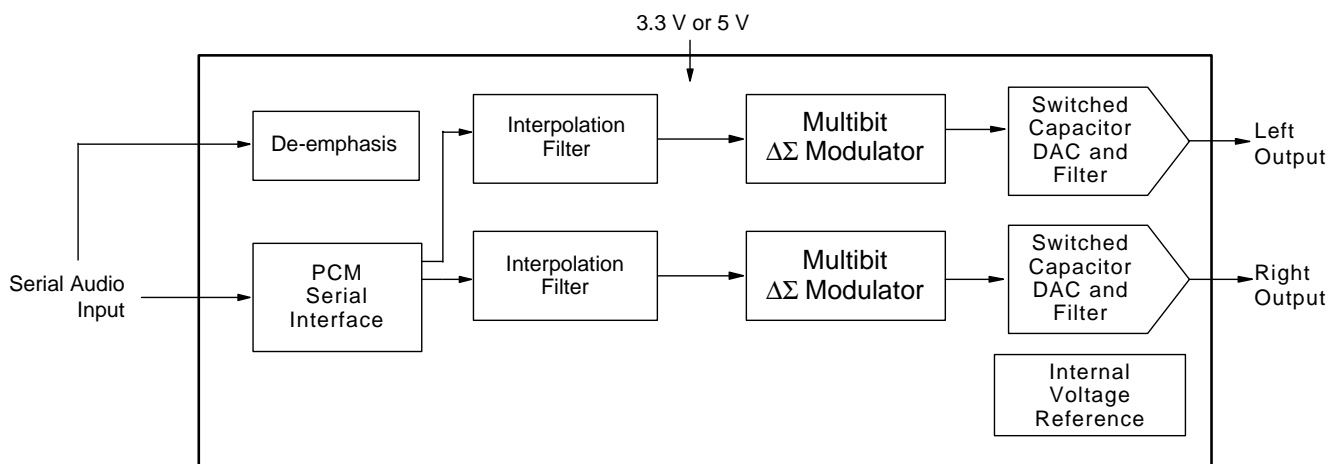 3.3 V or 5 V
De-emphasis
Interpolation
Filter
Multibit
ΔΣ Modulator
Switched
Capacitor
DAC and
Filter
Left
Output
Serial Audio
Input
PCM
Serial
Interface
Interpolation
Filter
Multibit
ΔΣ Modulator
Switched
Capacitor
DAC and
Filter
Right
Output
Internal
Voltage
Reference